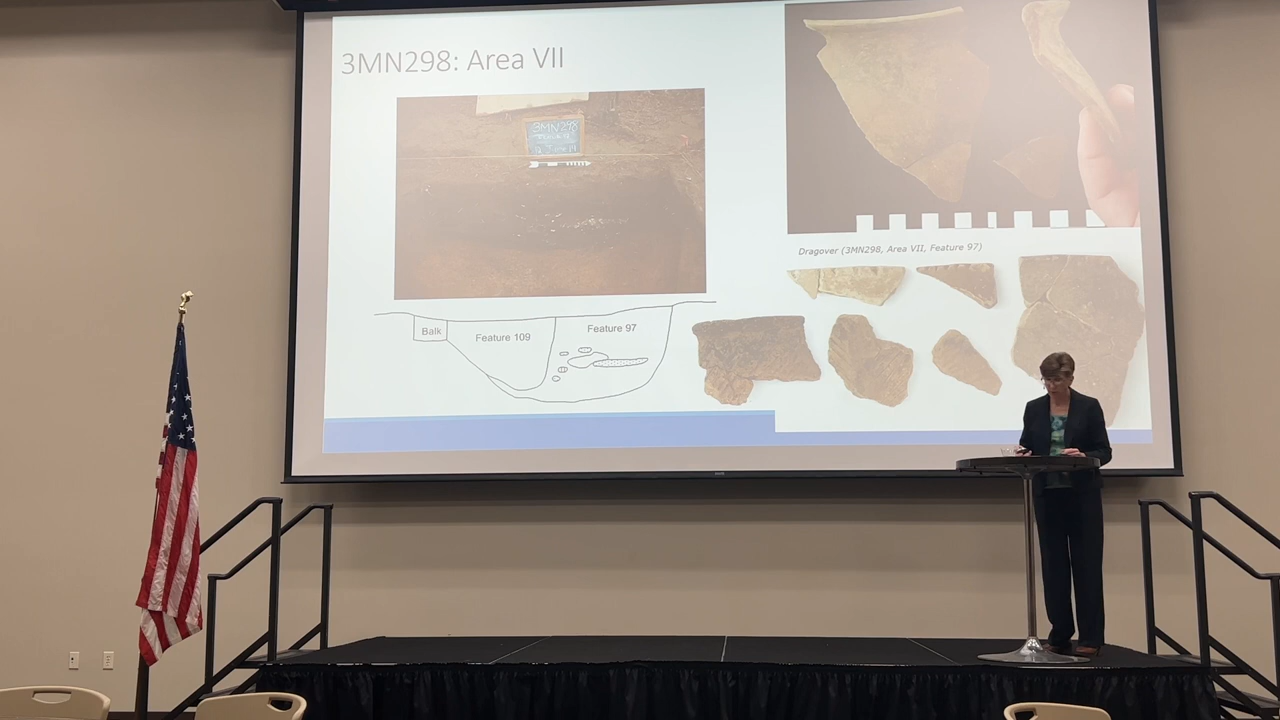 3MN298: Area VII
3MN298
Dragover (3MN298, Area VII, Feature 97)
Balk
Feature 109
Feature 97